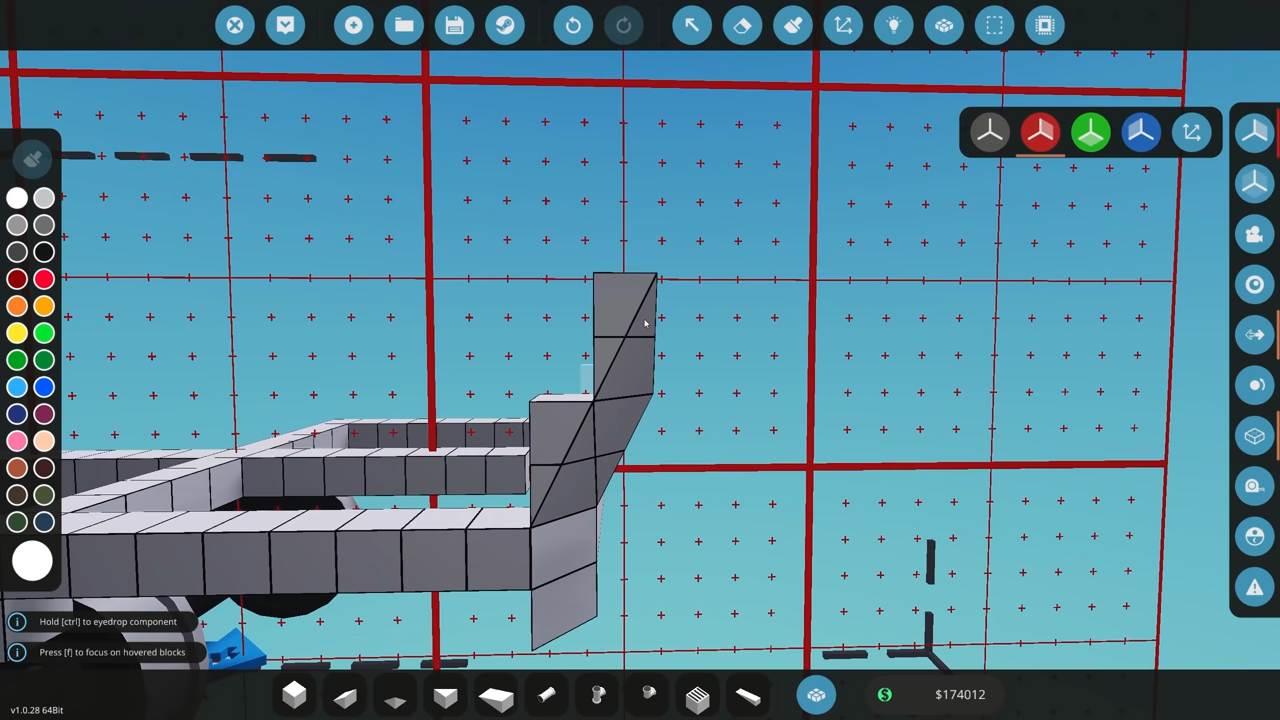 Hold [ctrl] to eyedrop component
Press [f] to focus on hovered blocks
$ $174012
v1.0.28 64Bit